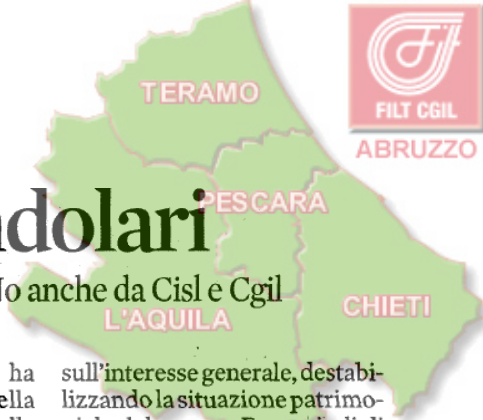 FILT CGIL
ABRUZZO
TERAMO
PESCARA
L'AQUILA
CHIETI
dolari
o anche da Cisl e Cgil
ha sull'interesse generale, destabi-
ella lizzando la situazione patrimo-